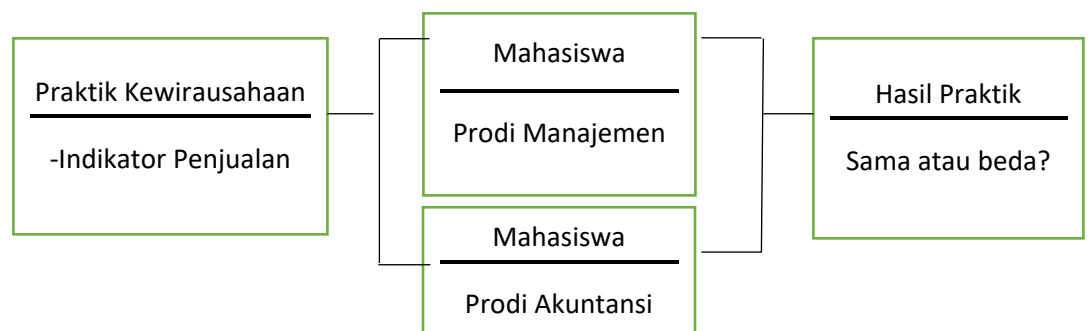 Praktik Kewirausahaan
-Indikator Penjualan
Mahasiswa
Prodi Manajemen
Mahasiswa
Prodi Akuntansi
Hasil Praktik
Sama atau beda?